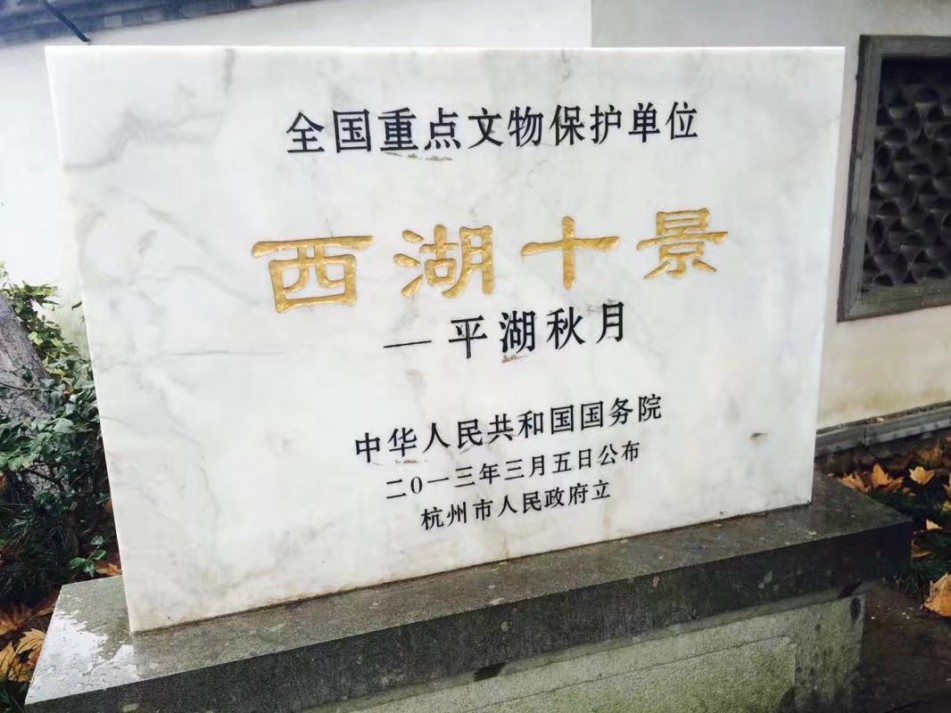 全国重点文物保护单位
西湖十景
—平湖秋月
中华人民共和国国务院
二0一三年三月五日公布
杭州市人民政府立